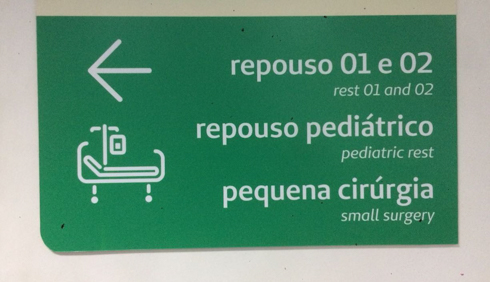 repouso 01 e 02
rest 01 and 02
repouso pediátrico
pediatric rest
pequena cirúrgia
small surgery